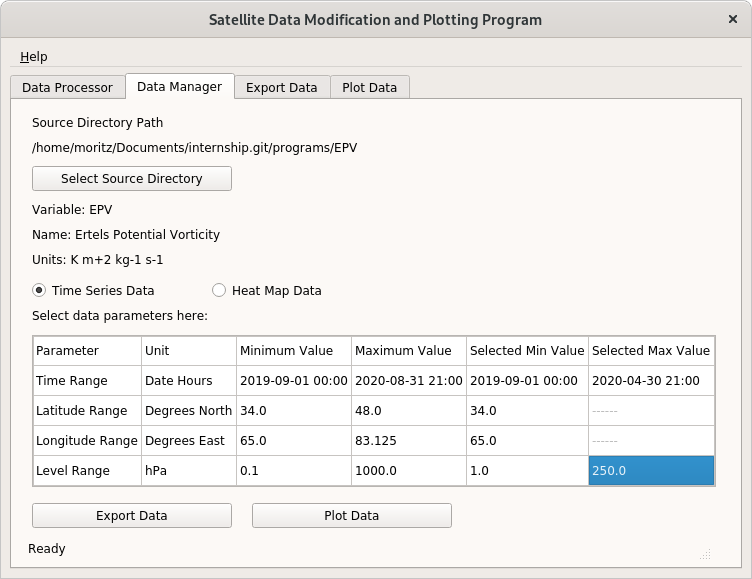 Satellite Data Modification and Plotting Program ×
Help
Data Processor Data Manager Export Data Plot Data
Source Directory Path
/home/moritz/Documents/internship.git/programs/EPV
Select Source Directory
Variable: EPV
Name: Ertels Potential Vorticity
Units: K m+2 kg-1 s-1
Time Series Data Heat Map Data
Select data parameters here:
Parameter Unit Minimum Value Maximum Value Selected Min Value Selected Max Value
Time Range Date Hours 2019-09-01 00:00 2020-08-31 21:00 2019-09-01 00:00 2020-04-30 21:00
Latitude Range Degrees North 34.0 48.0 34.0 ------
Longitude Range Degrees East 65.0 83.125 65.0 ------
Level Range hPa 0.1 1000.0 1.0 250.0
Export Data Plot Data
Ready